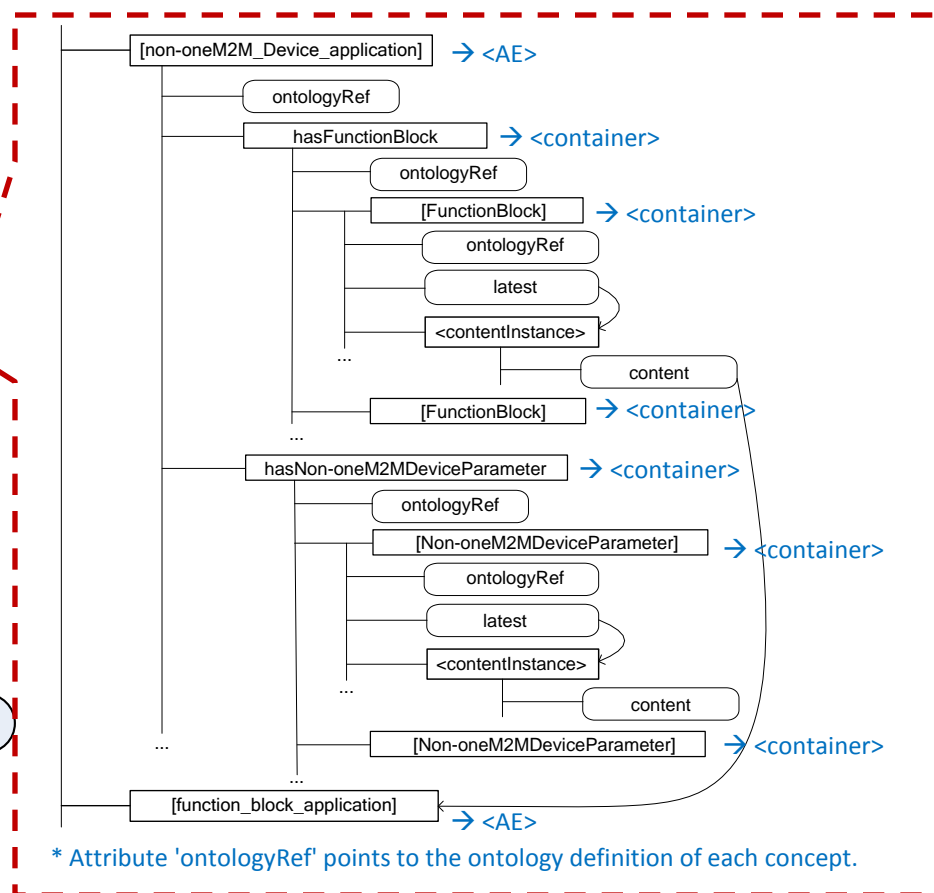 [non-oneM2M_Device_application] → <AE>
ontologyRef
hasFunctionBlock → <container>
ontologyRef
[FunctionBlock] → <container>
ontologyRef
latest
<contentInstance>
...
content
[FunctionBlock] → <container>
...
hasNon-oneM2MDeviceParameter → <container>
ontologyRef
[Non-oneM2MDeviceParameter] → <container>
ontologyRef
latest
<contentInstance>
...
content
... [Non-oneM2MDeviceParameter] → <container>
...
[function_block_application] → <AE>
* Attribute 'ontologyRef' points to the ontology definition of each concept.